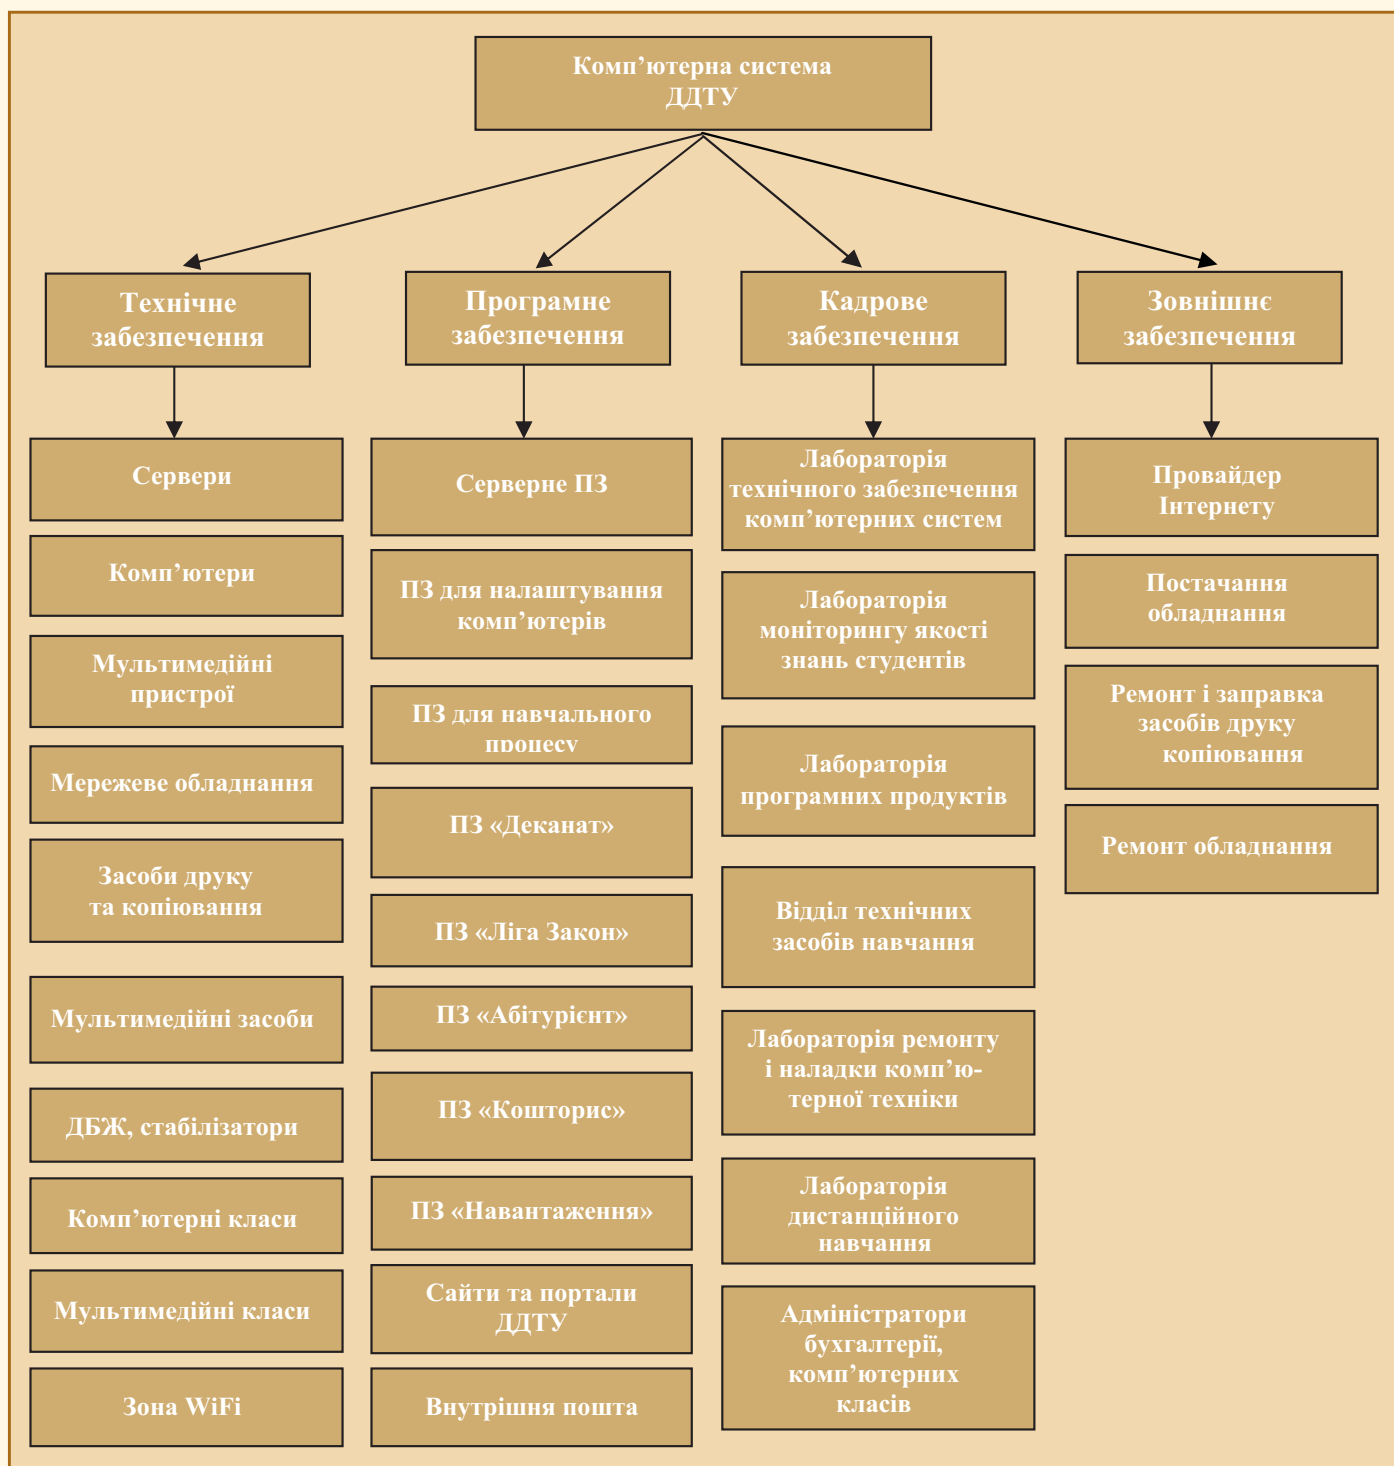 Комп’ютерна система
ДДТУ
Технічне
забезпечення
Програмне
забезпечення
Кадрове
забезпечення
Зовнішнє
забезпечення
Сервери
Комп’ютери
Мультимедійні
пристрої
Мережеве обладнання
Засоби друку
та копіювання
Мультимедійні засоби
ДБЖ, стабілізатори
Комп’ютерні класи
Мультимедійні класи
Зона WiFi
Серверне ПЗ
ПЗ для налаштування
комп’ютерів
ПЗ для навчального
процесу
ПЗ «Деканат»
ПЗ «Ліга Закон»
ПЗ «Абітурієнт»
ПЗ «Кошторис»
ПЗ «Навантаження»
Сайти та портали
ДДТУ
Внутрішня пошта
Лабораторія
технічного забезпечення
комп’ютерних систем
Лабораторія
моніторингу якості
знань студентів
Лабораторія
програмних продуктів
Відділ технічних
засобів навчання
Лабораторія ремонту
і наладки комп’ю-
терної техніки
Лабораторія
дистанційного
навчання
Адміністратори
бухгалтерії,
комп’ютерних
класів
Провайдер
Інтернету
Постачання
обладнання
Ремонт і заправка
засобів друку
копіювання
Ремонт обладнання